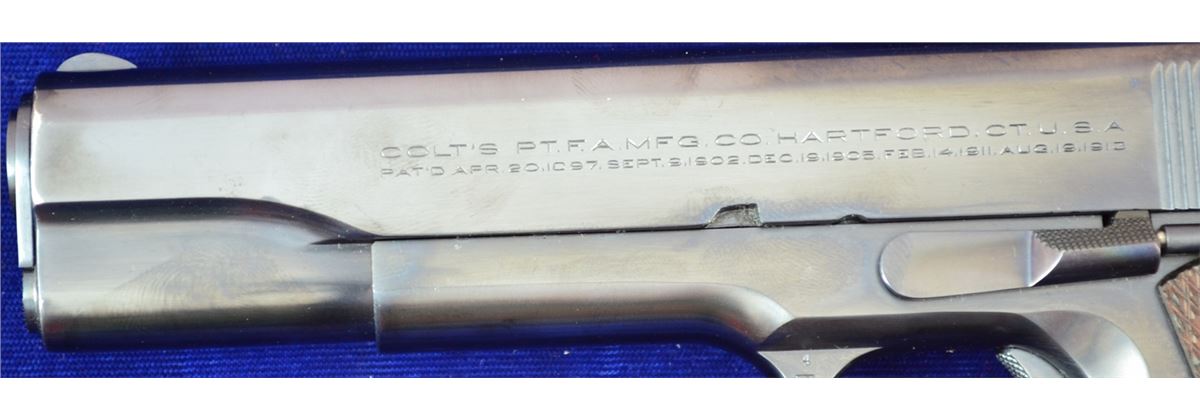 COLT'S PT.F.A.MFG.CO.HARTFORD.CT.U.S.A
PAT'D APR.20.1897.SEPT.9.1902.DEC.19.1905.FEB.14.1911.AUG.19.1913
4